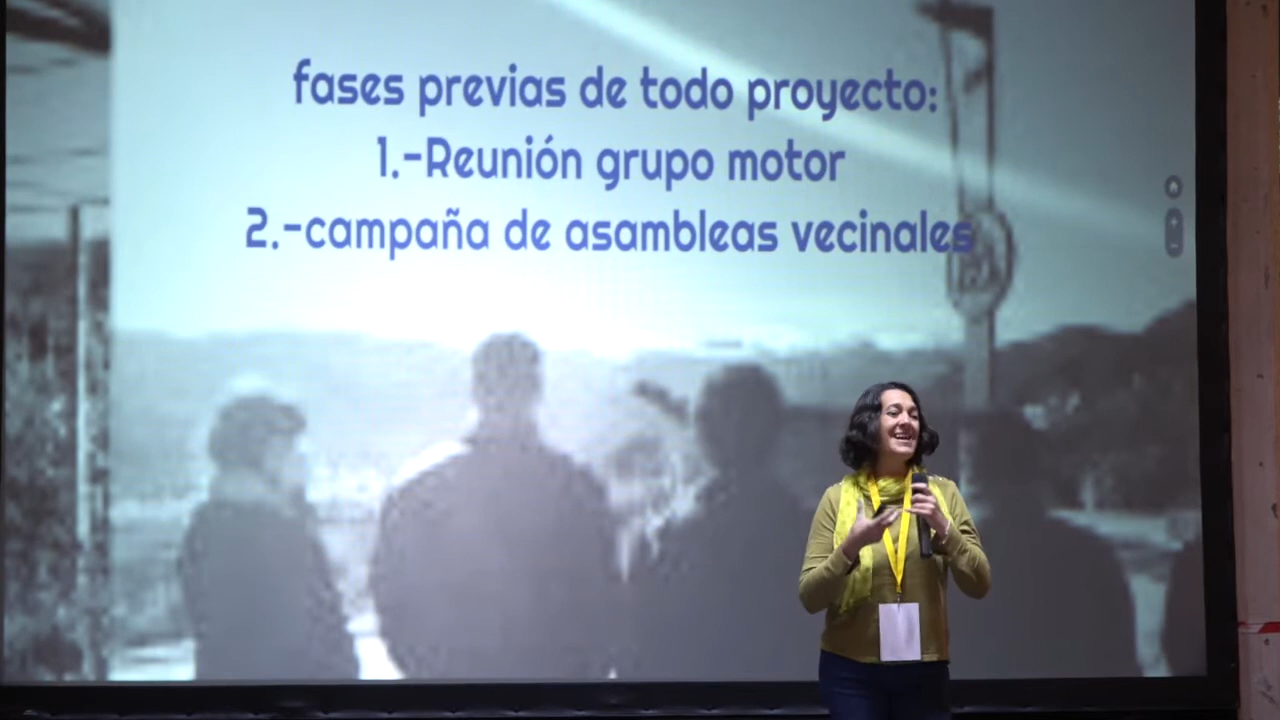 fases previas de todo proyecto:
1.-Reunión grupo motor
2.-campaña de asambleas vecinales